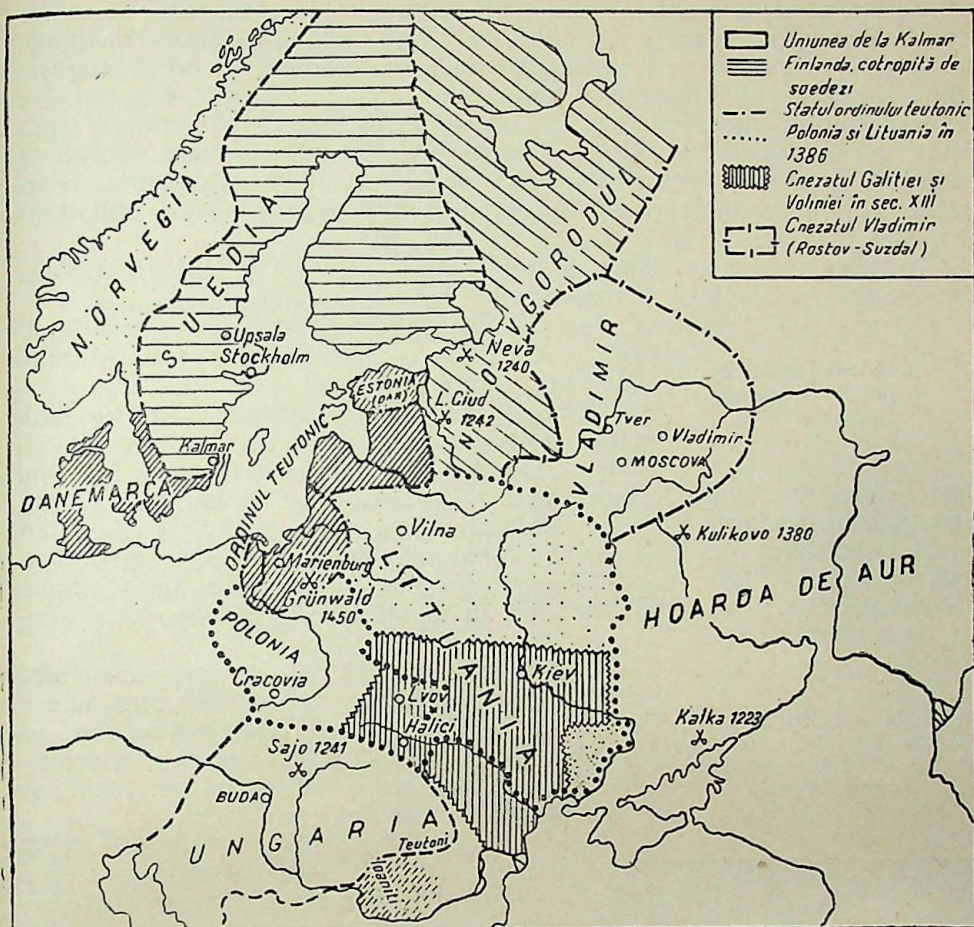 Uniunea de la Kalmar
Finlanda, cotropită de
suedezi
Statul ordinului teutonic
Polonia și Lituania în
1386
Cnezatul Galiției și
Voliniei în sec. XIII
Cnezatul Vladimir
(Rostov-Suzdal)
NORVEGIA
SUEDIA
Upsala
Stockholm
Kalmar
DANEMARCA
NOVGORODUL
Neva
1240
ESTONIA
(DAN)
L. Ciud
1242
ORDINUL TEUTONIC
VLADIMIR
Tver
Vladimir
MOSCOVA
Kulikovo 1380
HOARDA DE AUR
Vilna
LITUANIA
Marienburg
Grünwald
1450
POLONIA
Cracovia
Kiev
Lvov
Halici
Kalka 1223
Sajo 1241
BUDA
UNGARIA
Teutoni
Ioaniți